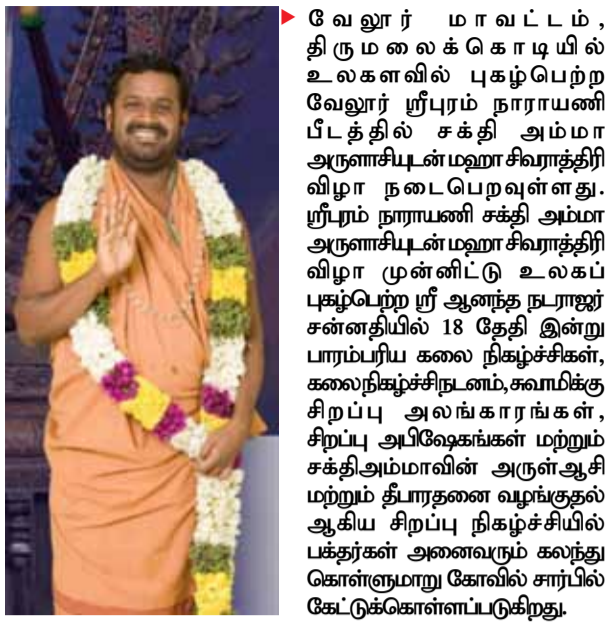 வேலூர் மாவட்டம்,
திருமலைக்கொடியில்
உலகளவில் புகழ்பெற்ற
வேலூர் ஸ்ரீபுரம் நாராயணி
பீடத்தில் சக்தி அம்மா
அருளாசியுடன் மஹா சிவராத்திரி
விழா நடைபெறவுள்ளது.
ஸ்ரீபுரம் நாராயணி சக்தி அம்மா
அருளாசியுடன் மஹா சிவராத்திரி
விழா முன்னிட்டு உலகப்
புகழ்பெற்ற ஸ்ரீ ஆனந்த நடராஜர்
சன்னதியில் 18 தேதி இன்று
பாரம்பரிய கலை நிகழ்ச்சிகள்,
கலைநிகழ்ச்சிநடனம்,சுவாமிக்கு
சிறப்பு அலங்காரங்கள்,
சிறப்பு அபிஷேகங்கள் மற்றும்
சக்திஅம்மாவின் அருள்ஆசி
மற்றும் தீபாரதனை வழங்குதல்
ஆகிய சிறப்பு நிகழ்ச்சியில்
பக்தர்கள் அனைவரும் கலந்து
கொள்ளுமாறு கோவில் சார்பில்
கேட்டுக்கொள்ளப்படுகிறது.